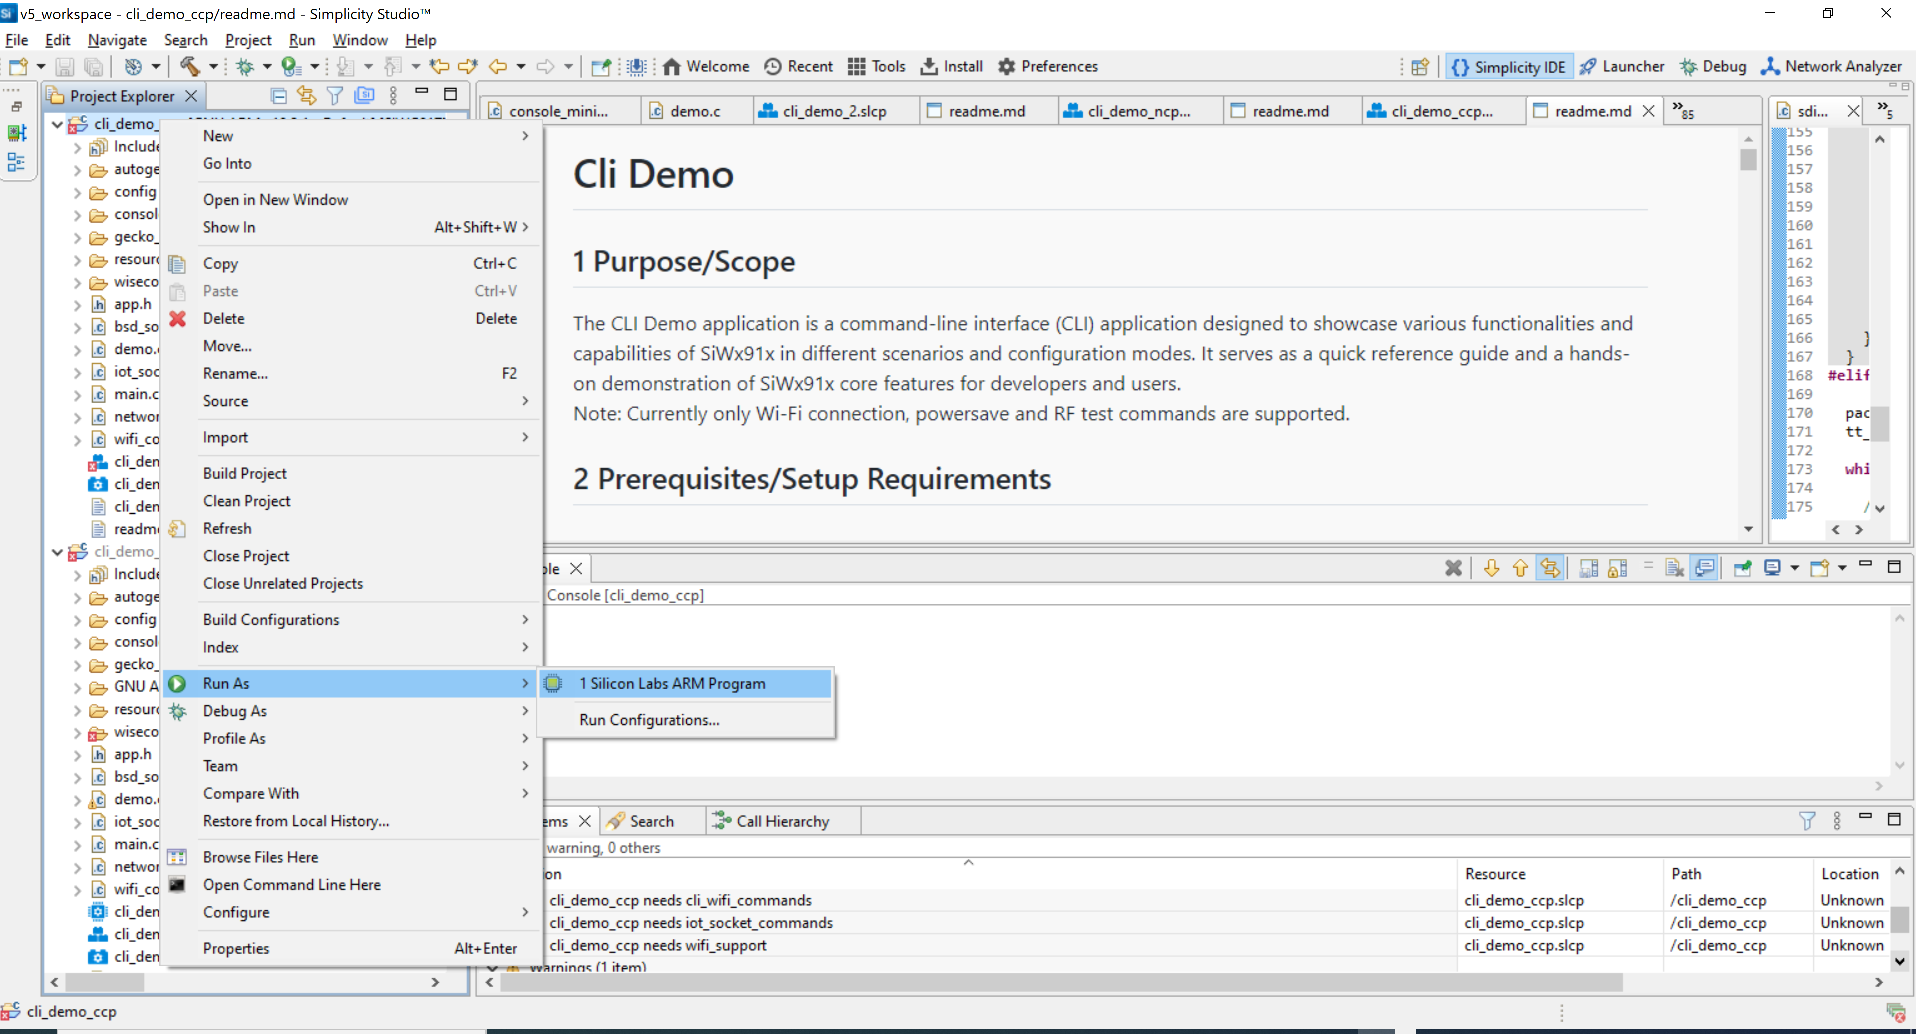 v5_workspace - cli_demo_ccp/readme.md - Simplicity Studio™
File Edit Navigate Search Project Run Window Help
Welcome Recent Tools Install Preferences
Simplicity IDE Launcher Debug Network Analyzer
Project Explorer
cli_demo_
Include
autoge
config
consol
gecko_
resourc
wiseco
app.h
bsd_so
demo.c
iot_soc
main.c
networ
wifi_co
cli_den
cli_den
cli_den
readme
cli_demo_
Include
autoge
config
consol
gecko_
GNU A
resourc
wiseco
app.h
bsd_so
demo.c
iot_soc
main.c
networ
wifi_co
cli_den
cli_den
cli_den
New
Go Into
Open in New Window
Show In Alt+Shift+W
Copy Ctrl+C
Paste Ctrl+V
Delete Delete
Move...
Rename... F2
Source
Import
Build Project
Clean Project
Refresh
Close Project
Close Unrelated Projects
Build Configurations
Index
Run As
Debug As
Profile As
Team
Compare With
Restore from Local History...
Browse Files Here
Open Command Line Here
Configure
Properties Alt+Enter
1 Silicon Labs ARM Program
Run Configurations...
console_mini... demo.c cli_demo_2.slcp readme.md cli_demo_ncp... readme.md cli_demo_ccp... readme.md »85
Cli Demo
1 Purpose/Scope
The CLI Demo application is a command-line interface (CLI) application designed to showcase various functionalities and
capabilities of SiWx91x in different scenarios and configuration modes. It serves as a quick reference guide and a hands-
on demonstration of SiWx91x core features for developers and users.
Note: Currently only Wi-Fi connection, powersave and RF test commands are supported.
2 Prerequisites/Setup Requirements
sdi... »5
155
156
157
158
159
160
161
162
163
164
165
166 }
167 }
168 #elif
169
170 pac
171 tt_
172
173 whi
174
175 /
ole
Console [cli_demo_ccp]
ems Search Call Hierarchy
warning, 0 others
on Resource Path Location
cli_demo_ccp needs cli_wifi_commands cli_demo_ccp.slcp /cli_demo_ccp Unknown
cli_demo_ccp needs iot_socket_commands cli_demo_ccp.slcp /cli_demo_ccp Unknown
cli_demo_ccp needs wifi_support cli_demo_ccp.slcp /cli_demo_ccp Unknown
Warnings (1 item)
cli_demo_ccp